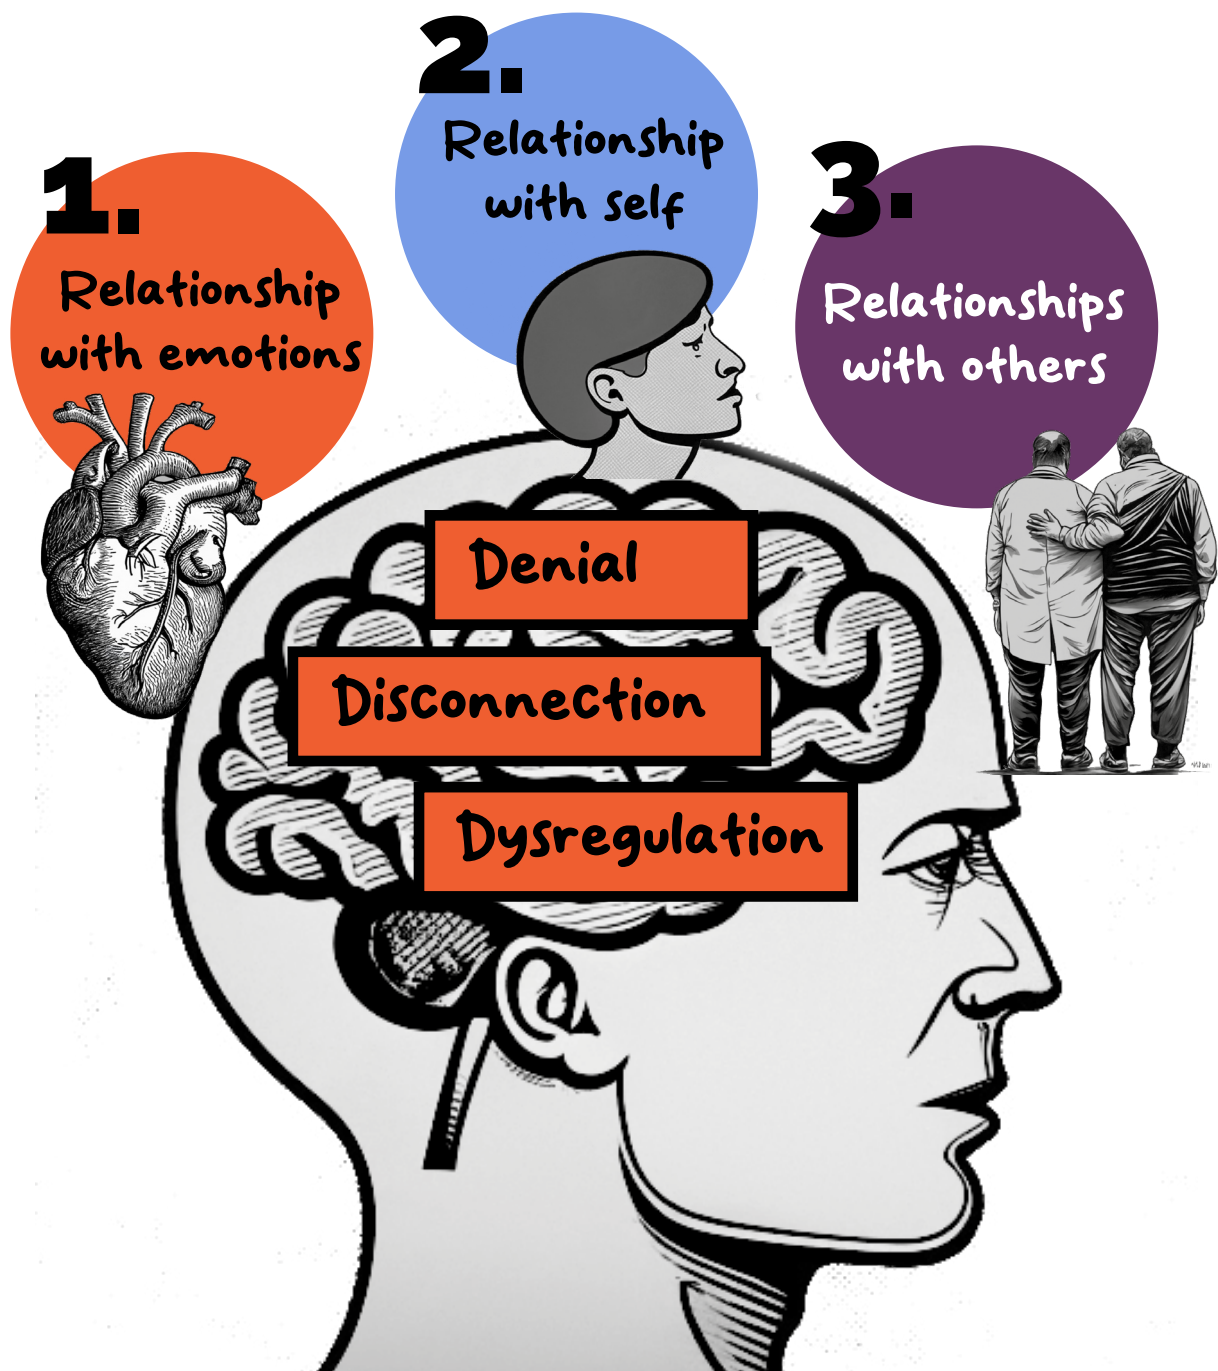 1.
Relationship
with emotions
2.
Relationship
with self
3.
Relationships
with others
Denial
Disconnection
Dysregulation